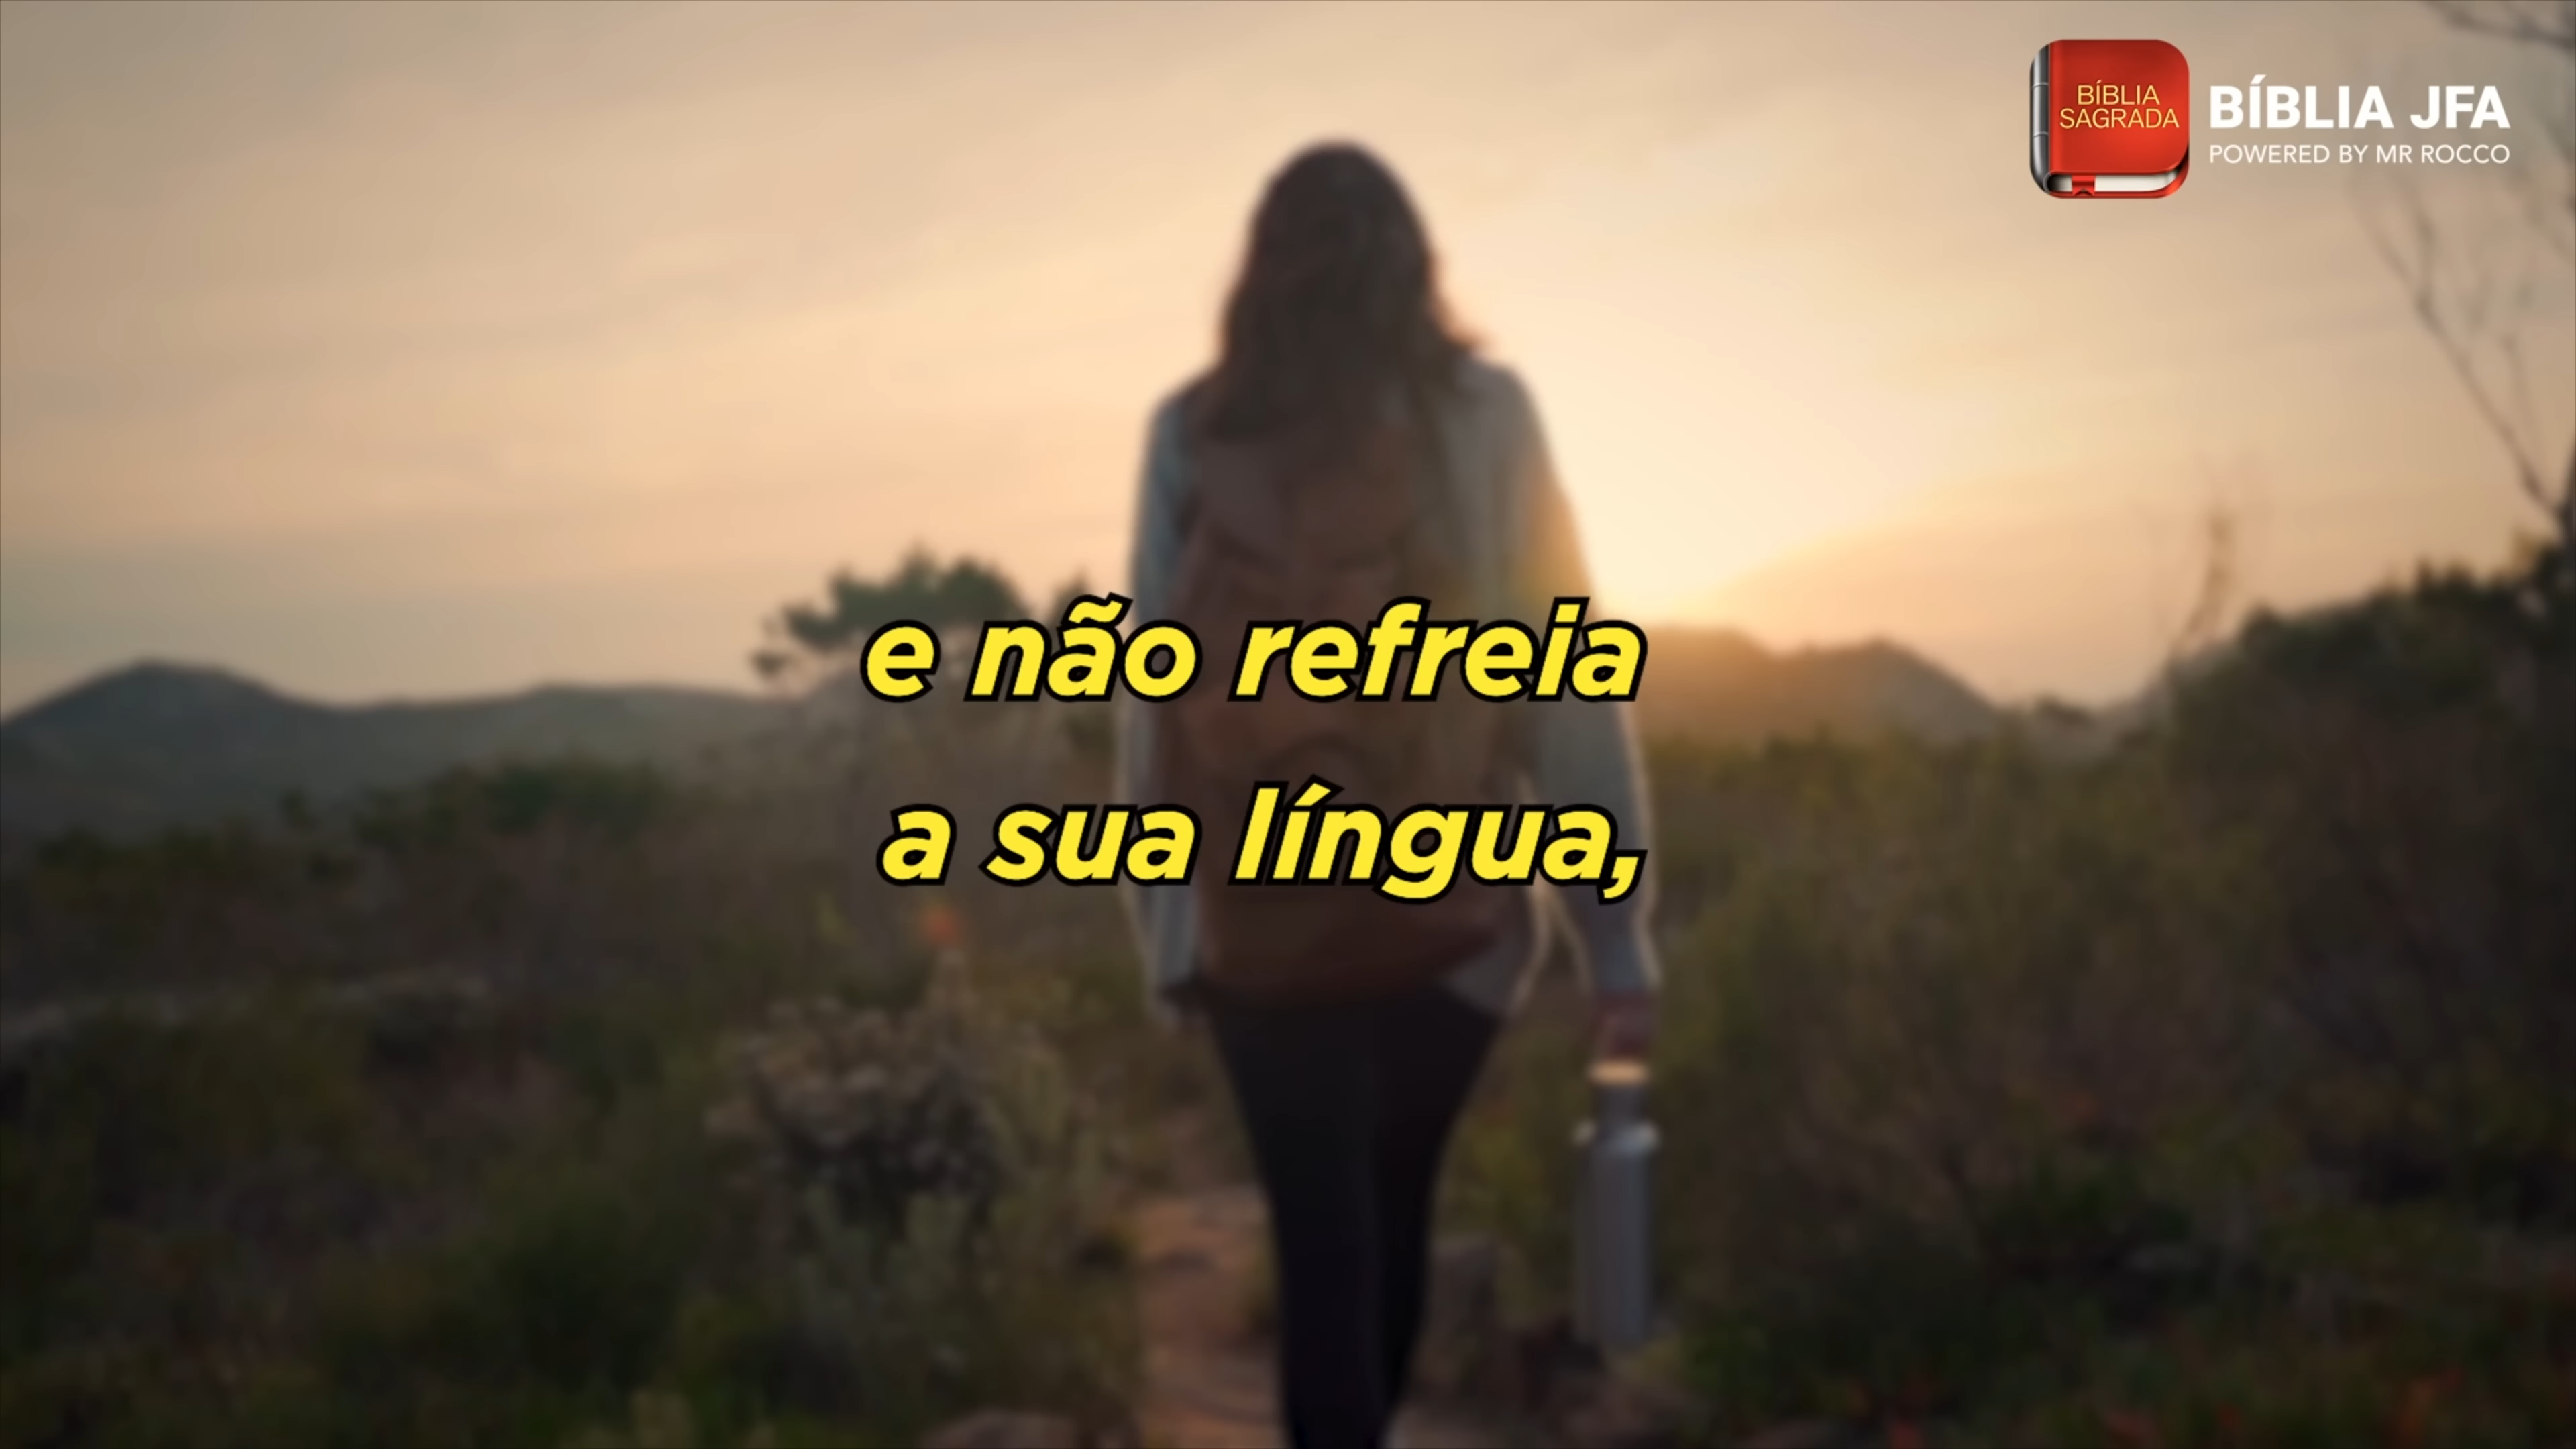 BÍBLIA
SAGRADA
BÍBLIA JFA
POWERED BY MR ROCCO
e não refreia
a sua língua,